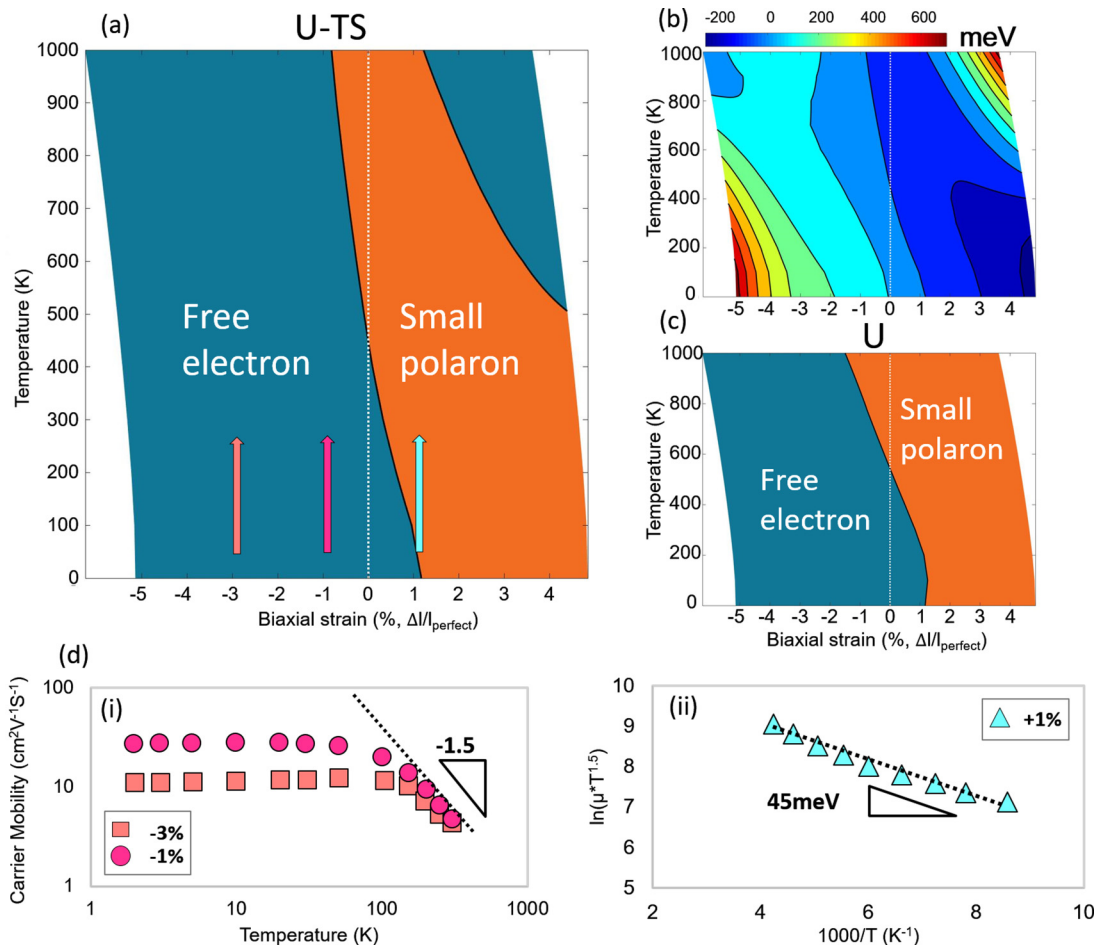 (a)
U-TS
1000
900
800
700
600
500
400
300
200
100
0
Temperature (K)
Free
electron
Small
polaron
-5 -4 -3 -2 -1 0 1 2 3 4
Biaxial strain (%, Δl/l_perfect)
(b)
-200 0 200 400 600
meV
1000
800
600
400
200
0
Temperature (K)
-5 -4 -3 -2 -1 0 1 2 3 4
(c)
U
1000
800
600
400
200
0
Temperature (K)
Free
electron
Small
polaron
-5 -4 -3 -2 -1 0 1 2 3 4
Biaxial strain (%, Δl/l_perfect)
(d)
(i)
100
10
1
Carrier Mobility (cm²V⁻¹S⁻¹)
-1.5
-3%
-1%
1 10 100 1000
Temperature (K)
(ii)
10
9
8
7
6
5
ln(μ*T^1.5)
+1%
45meV
2 4 6 8 10
1000/T (K⁻¹)